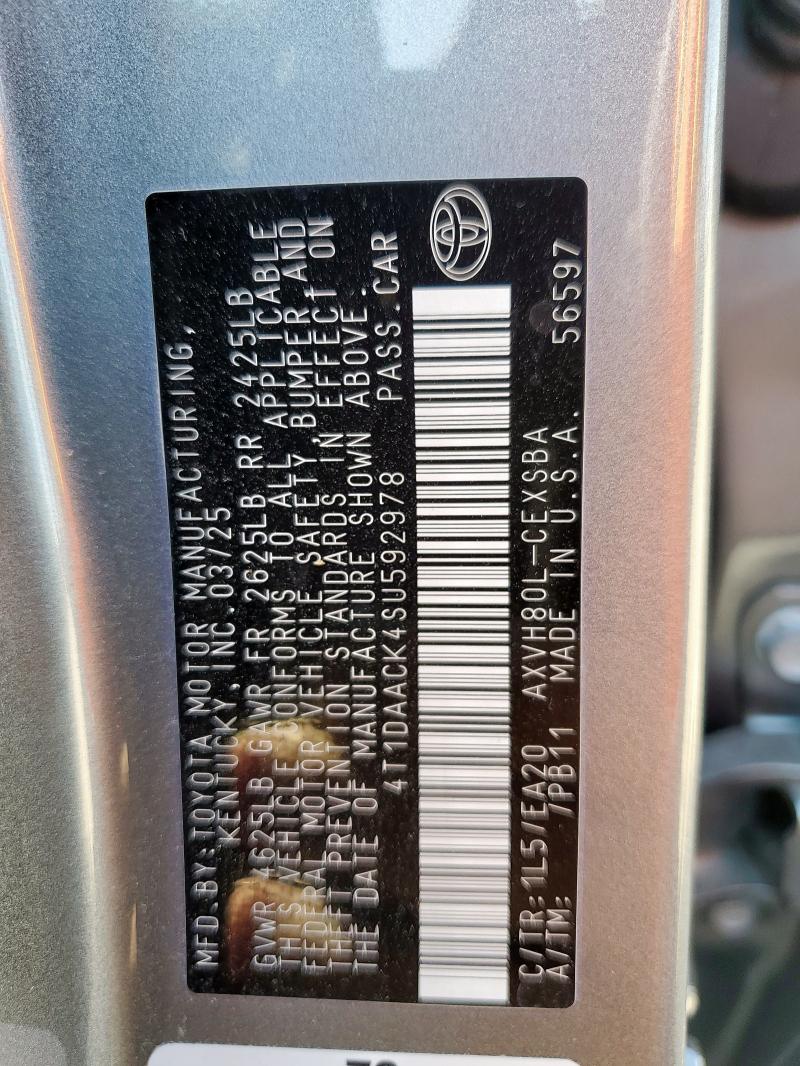 MFD.BY:TOYOTA MOTOR MANUFACTURING,
KENTUCKY, INC.03/25
GVWR 4625LB GAWR FR 2625LB RR 2425LB
THIS VEHICLE CONFORMS TO ALL APPLICABLE
FEDERAL MOTOR VEHICLE SAFETY, BUMPER AND
THEFT PREVENTION STANDARDS IN EFFECT ON
THE DATE OF MANUFACTURE SHOWN ABOVE.
4T1DAACK4SU592978 PASS.CAR
C/TR:1L5/EA20 AXVH80L-CEXSBA
A/TM: /PB11 MADE IN U.S.A. 56597